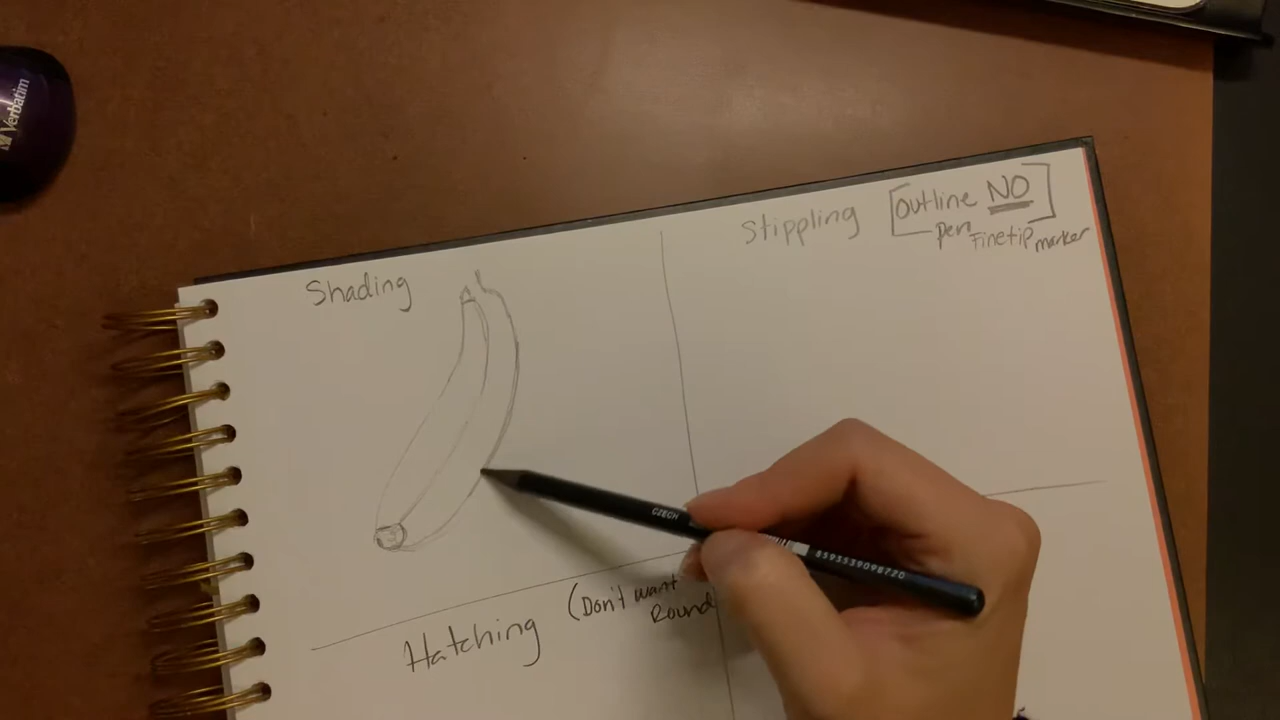 Verbatim
Shading
Stippling
[Outline NO]
pen Finetip marker
CZECH
8593539098720
Hatching
(Don't want
Round